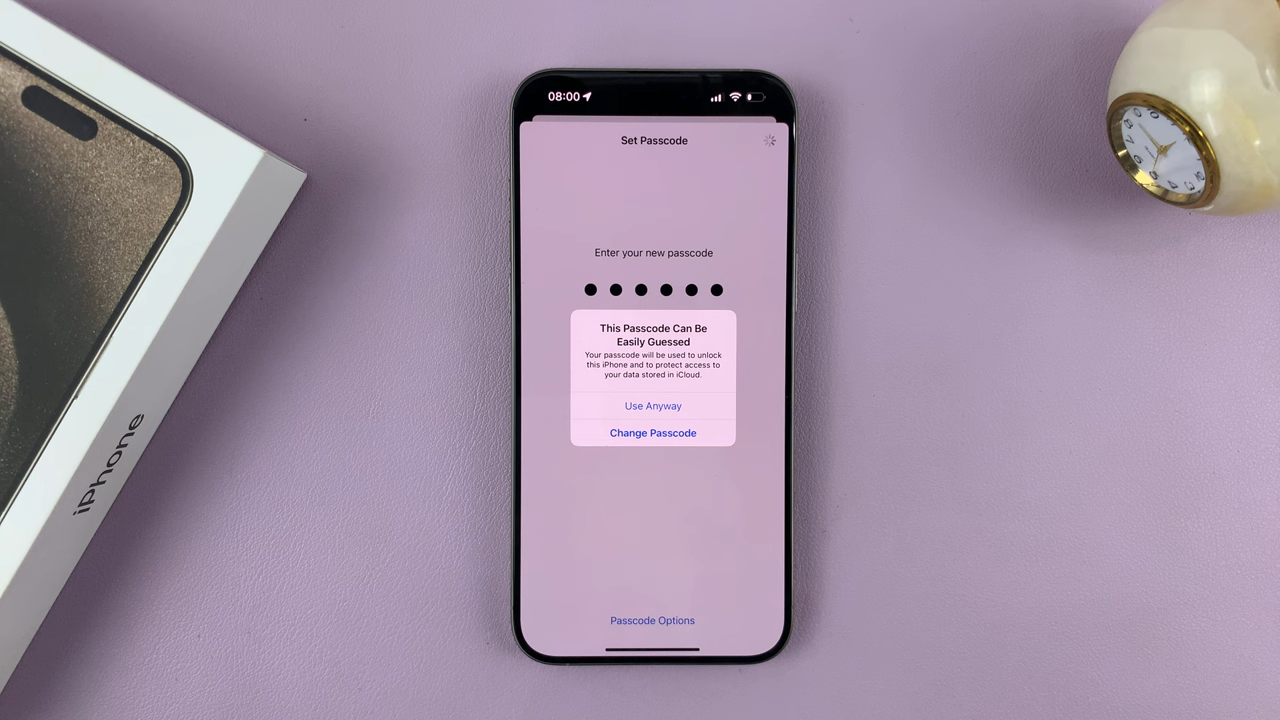 08:00
Set Passcode
Enter your new passcode
This Passcode Can Be
Easily Guessed
Your passcode will be used to unlock
this iPhone and to protect access to
your data stored in iCloud.
Use Anyway
Change Passcode
Passcode Options
iPhone